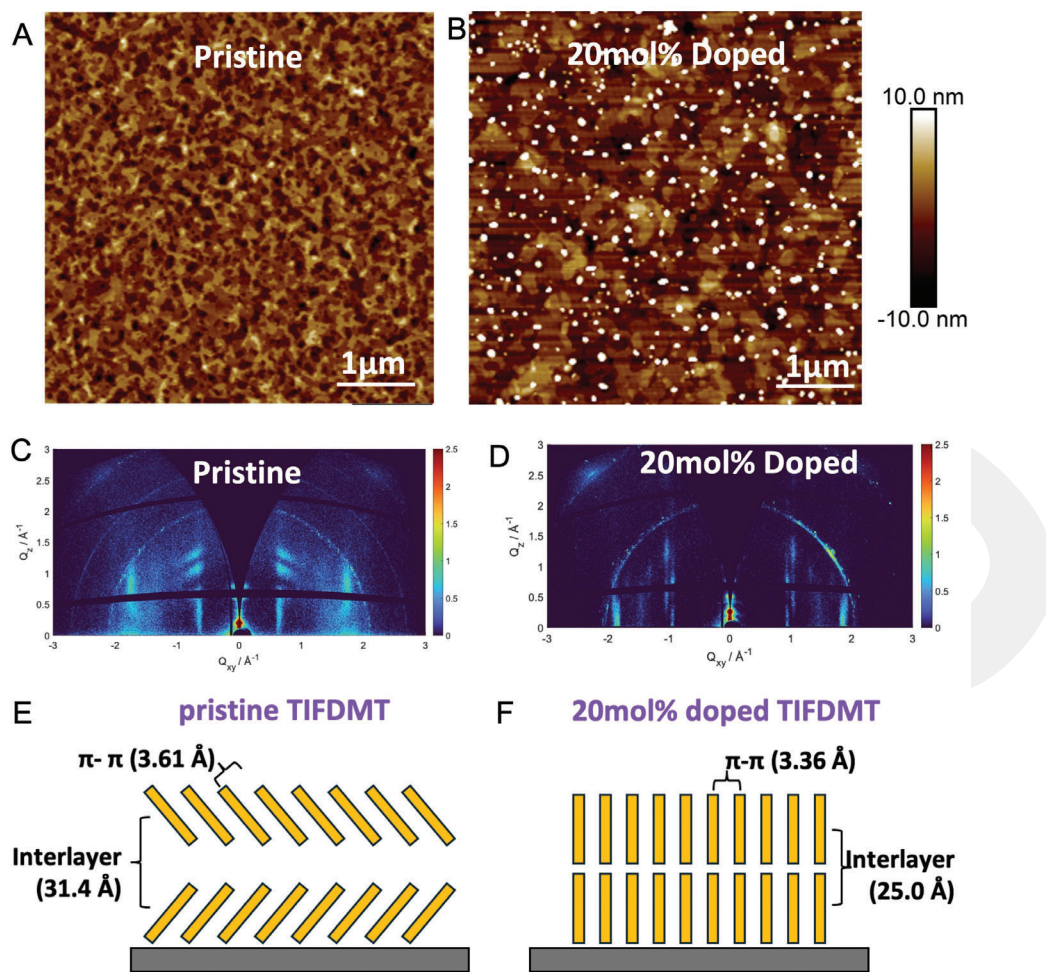 A
Pristine
1µm
B
20mol% Doped
1µm
10.0 nm
-10.0 nm
C
Pristine
3
2.5
2
1.5
1
0.5
0
Qz / Å-1
-3 -2 -1 0 1 2 3
Qxy / Å-1
2.5
2
1.5
1
0.5
0
D
20mol% Doped
3
2.5
2
1.5
1
0.5
0
Qz / Å-1
-3 -2 -1 0 1 2 3
Qxy / Å-1
2.5
2
1.5
1
0.5
0
E
pristine TIFDMT
π- π (3.61 Å)
Interlayer
(31.4 Å)
F
20mol% doped TIFDMT
π-π (3.36 Å)
Interlayer
(25.0 Å)